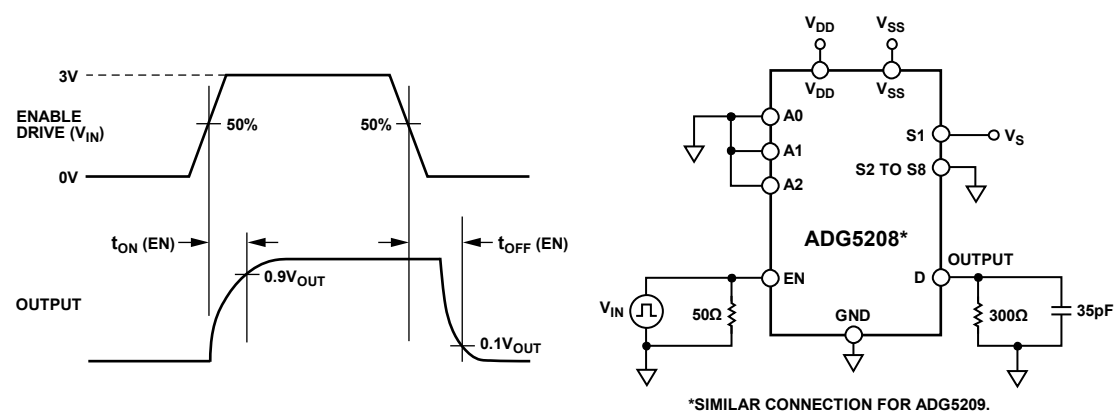 3V
ENABLE
DRIVE (VIN)
50%
50%
0V
tON (EN)
tOFF (EN)
0.9VOUT
OUTPUT
0.1VOUT
VDD
VSS
VDD
VSS
A0
A1
A2
S1
VS
S2 TO S8
ADG5208*
OUTPUT
EN
D
VIN
50Ω
GND
300Ω
35pF
*SIMILAR CONNECTION FOR ADG5209.